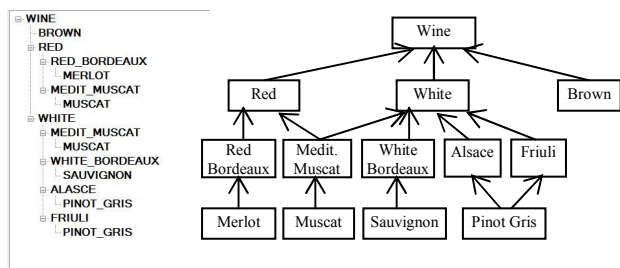 WINE
BROWN
RED
RED_BORDEAUX
MERLOT
MEDIT_MUSCAT
MUSCAT
WHITE
MEDIT_MUSCAT
MUSCAT
WHITE_BORDEAUX
SAUVIGNON
ALASCE
PINOT_GRIS
FRIULI
PINOT_GRIS
Wine
Red
White
Brown
Red
Bordeaux
Medit.
Muscat
White
Bordeaux
Alsace
Friuli
Merlot
Muscat
Sauvignon
Pinot Gris